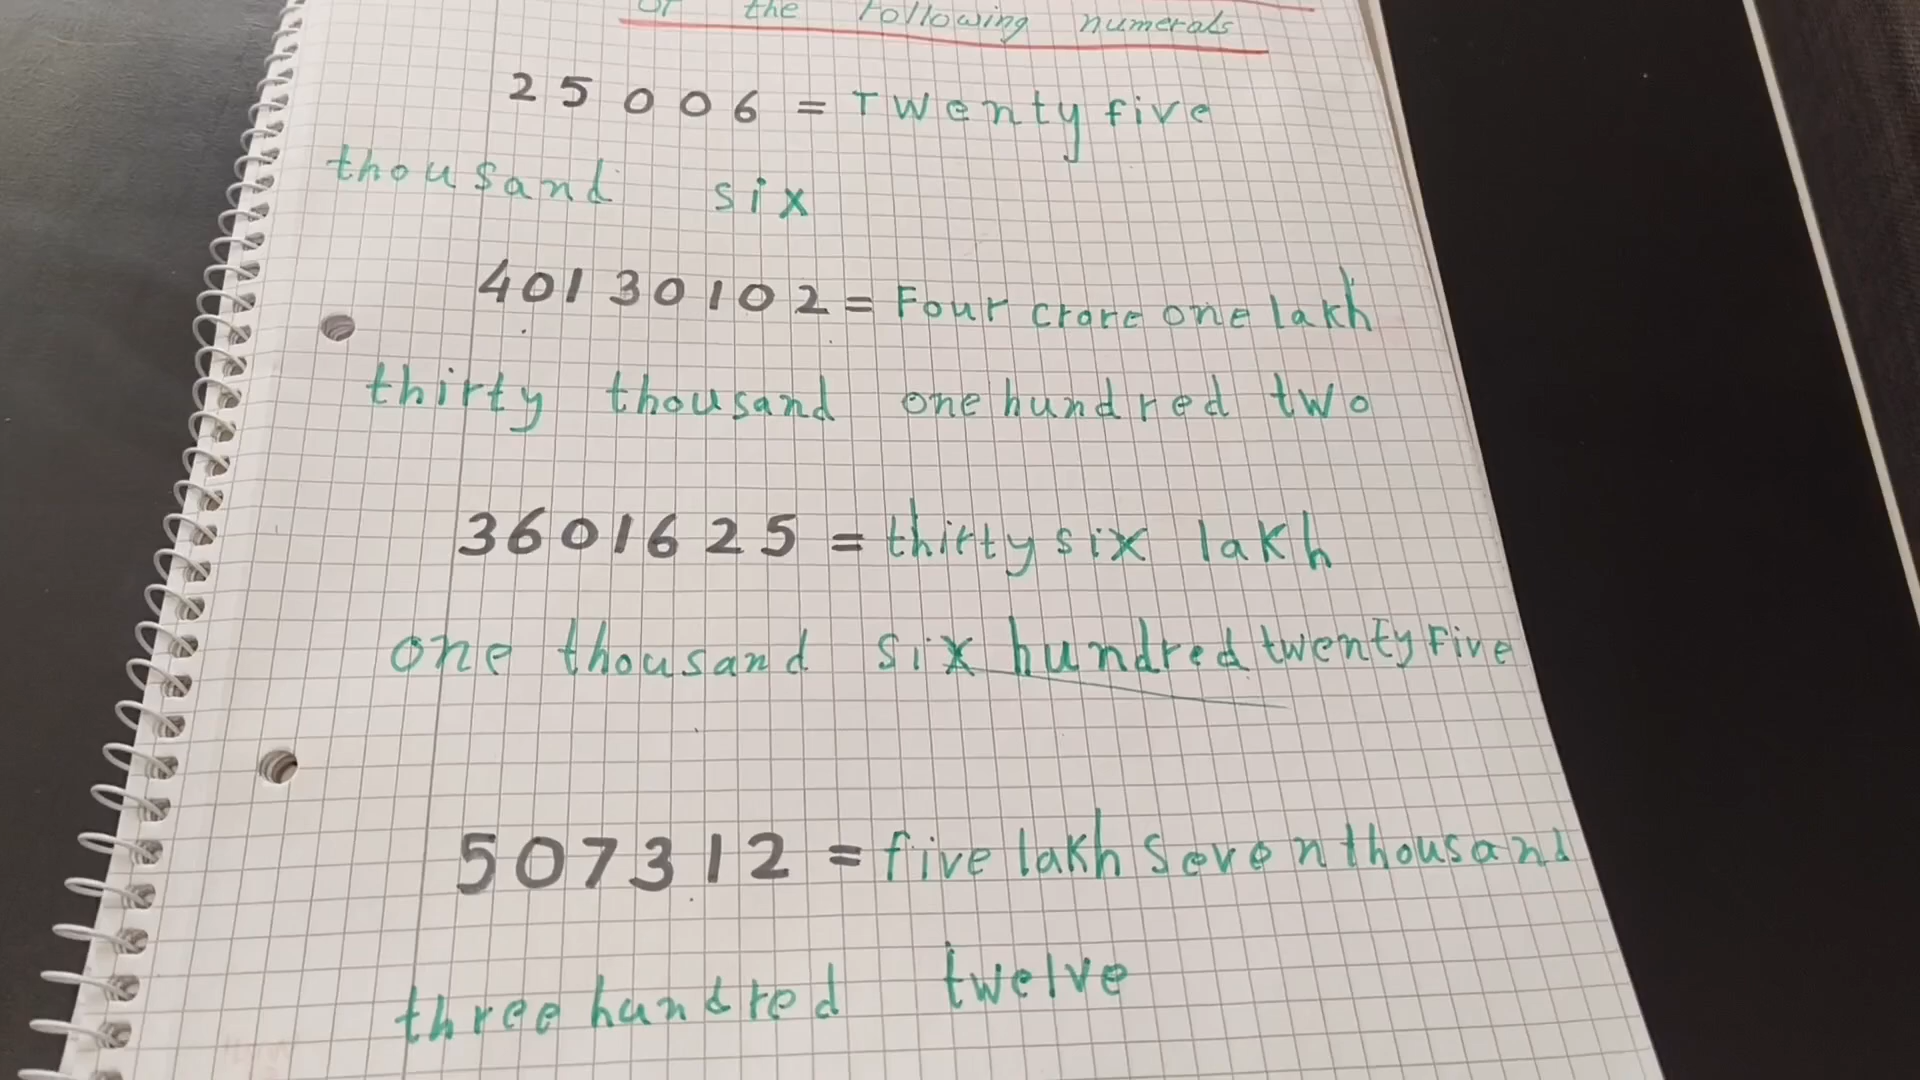 of the following numerals
25006 = Twenty five
thousand six
40130102 = Four crore one lakh
thirty thousand one hundred two
3601625 = thirty six lakh
one thousand six hundred twenty five
507312 = five lakh seven thousand
three hundred twelve